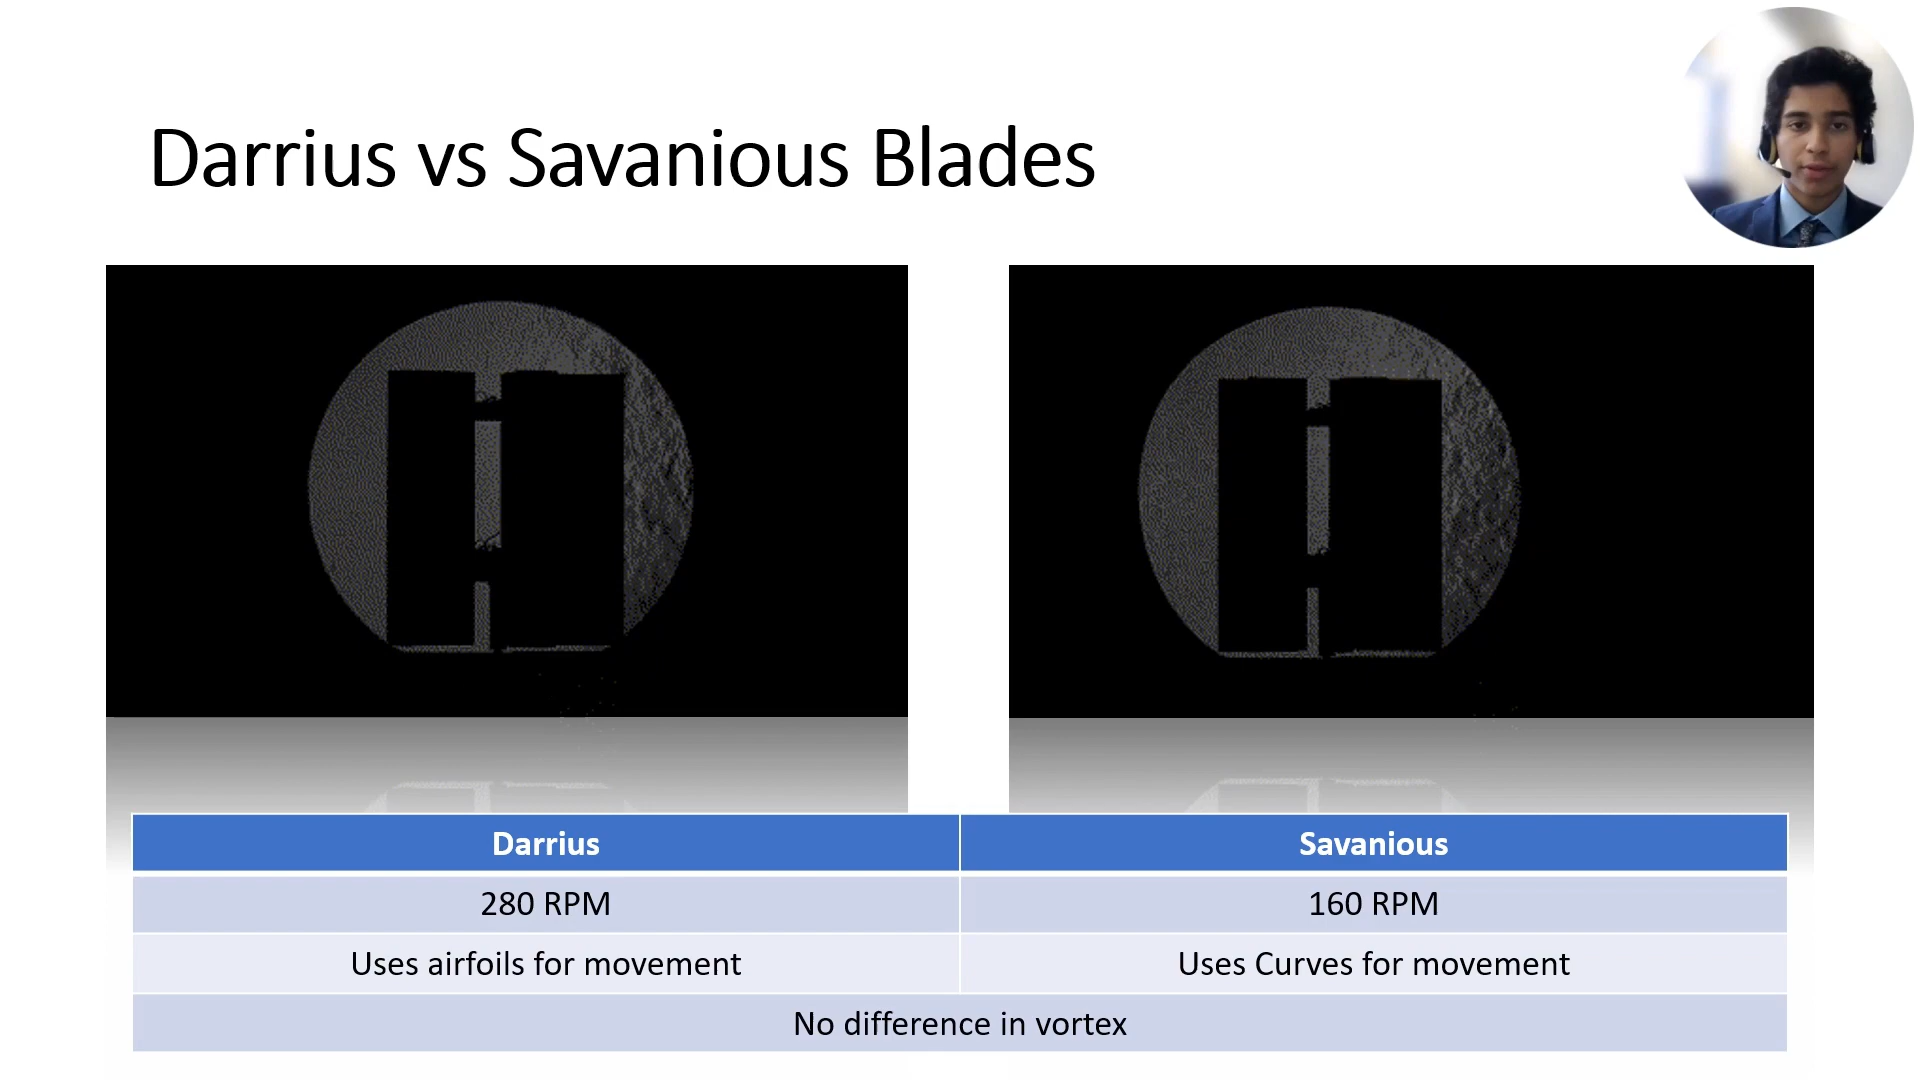 Darrius vs Savanious Blades
Darrius
Savanious
280 RPM
160 RPM
Uses airfoils for movement
Uses Curves for movement
No difference in vortex